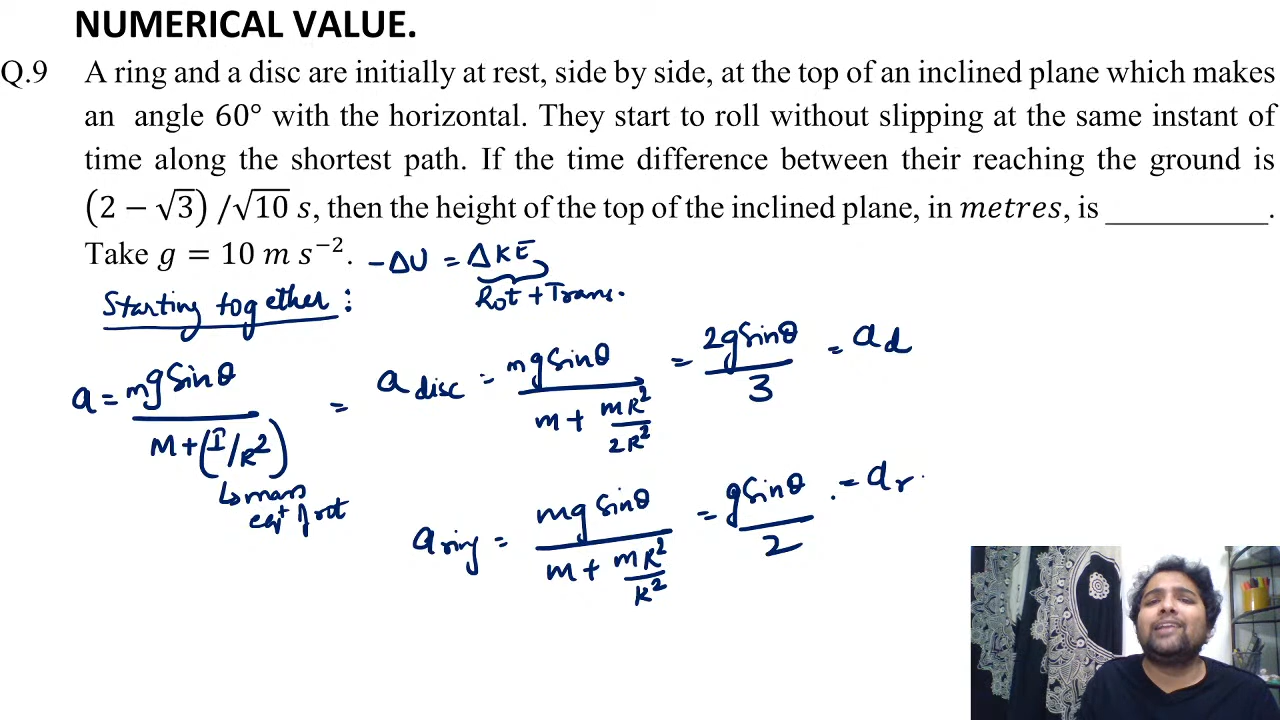 NUMERICAL VALUE.
Q.9 A ring and a disc are initially at rest, side by side, at the top of an inclined plane which makes
an angle 60° with the horizontal. They start to roll without slipping at the same instant of
time along the shortest path. If the time difference between their reaching the ground is
(2 − √3) /√10 s, then the height of the top of the inclined plane, in metres, is ___________.
Take g = 10 m s⁻².
-ΔU = ΔKE
Rot + Trans.
Starting together :
a = mg Sinθ / M + (I/R²) = a disc = mg Sinθ / m + mR²/2R² = 2g Sinθ / 3 = a d
↳ mass
eqt of rot
a ring = mg Sinθ / m + mR²/R² = g Sinθ / 2 . = a r